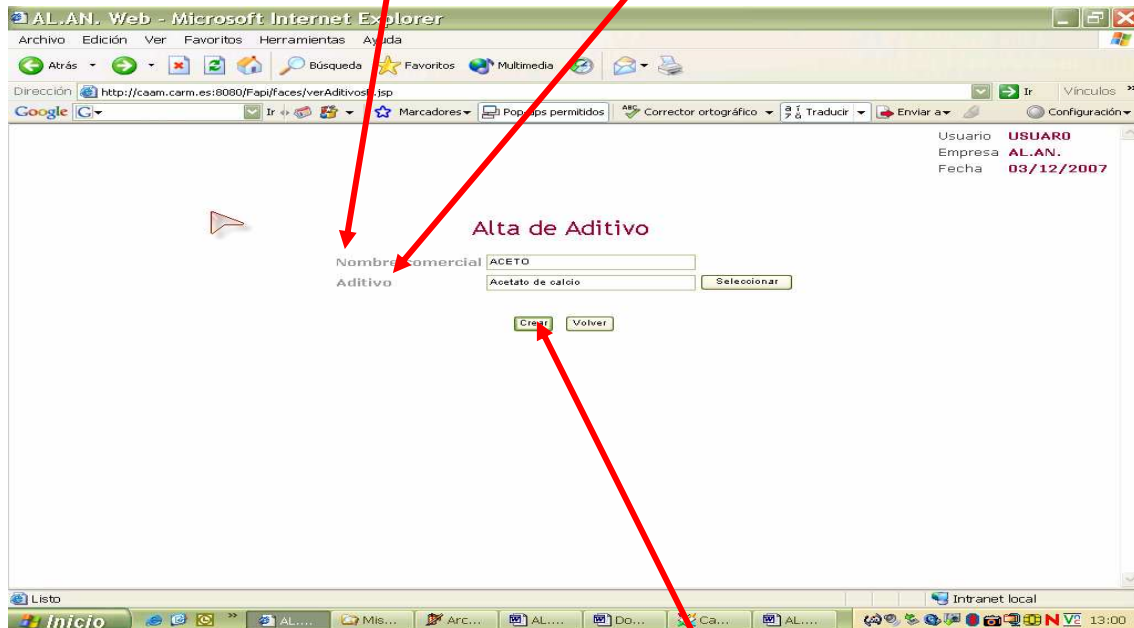 AL.AN. Web - Microsoft Internet Explorer
Archivo Edición Ver Favoritos Herramientas Ayuda
Atrás Búsqueda Favoritos Multimedia
Dirección http://caam.carm.es:8080/Fapi/faces/verAditivosF.jsp Ir Vínculos »
Google G Ir Marcadores Pop-ups permitidos ABC Corrector ortográfico Traducir Enviar a Configuración
Usuario USUARO
Empresa AL.AN.
Fecha 03/12/2007
Alta de Aditivo
Nombre comercial ACETO
Aditivo Acetato de calcio Seleccionar
Crear Volver
Listo Intranet local
Inicio » AL.... Mis... Arc... AL.... Do... Ca... AL.... N V2 13:00